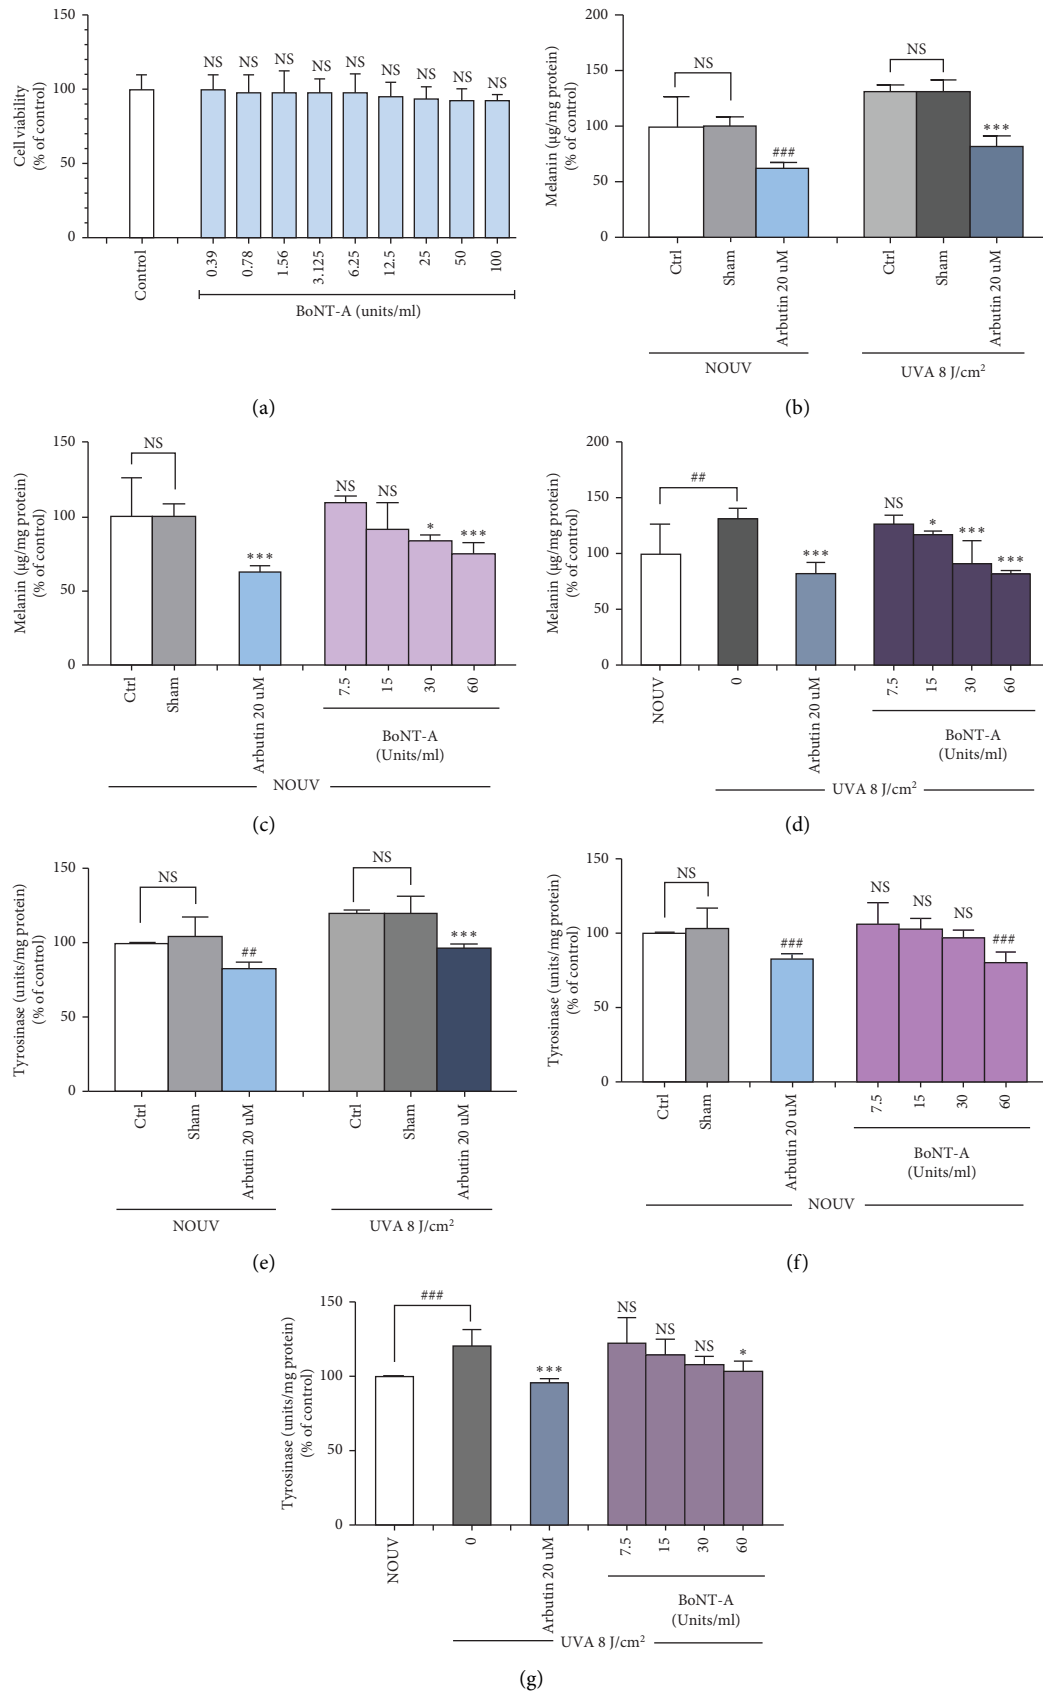 150
100
50
0
Cell viability
(% of control)
NS NS NS NS NS NS NS NS NS
Control
0.39
0.78
1.56
3.125
6.25
12.5
25
50
100
BoNT-A (units/ml)
(a)
200
150
100
50
0
Melanin (μg/mg protein)
(% of control)
NS
###
NS
***
Ctrl
Sham
Arbutin 20 uM
Ctrl
Sham
Arbutin 20 uM
NOUV
UVA 8 J/cm²
(b)
150
100
50
0
Melanin (μg/mg protein)
(% of control)
NS
***
NS
NS
*
***
Ctrl
Sham
Arbutin 20 uM
7.5
15
30
60
BoNT-A
(Units/ml)
NOUV
(c)
200
150
100
50
0
Melanin (μg/mg protein)
(% of control)
##
***
NS
*
***
***
NOUV
0
Arbutin 20 uM
7.5
15
30
60
BoNT-A
(Units/ml)
UVA 8 J/cm²
(d)
150
100
50
0
Tyrosinase (units/mg protein)
(% of control)
NS
##
NS
***
Ctrl
Sham
Arbutin 20 uM
Ctrl
Sham
Arbutin 20 uM
NOUV
UVA 8 J/cm²
(e)
150
100
50
0
Tyrosinase (units/mg protein)
(% of control)
NS
###
NS
NS
NS
###
Ctrl
Sham
Arbutin 20 uM
7.5
15
30
60
BoNT-A
(Units/ml)
NOUV
(f)
150
100
50
0
Tyrosinase (units/mg protein)
(% of control)
###
***
NS
NS
NS
*
NOUV
0
Arbutin 20 uM
7.5
15
30
60
BoNT-A
(Units/ml)
UVA 8 J/cm²
(g)